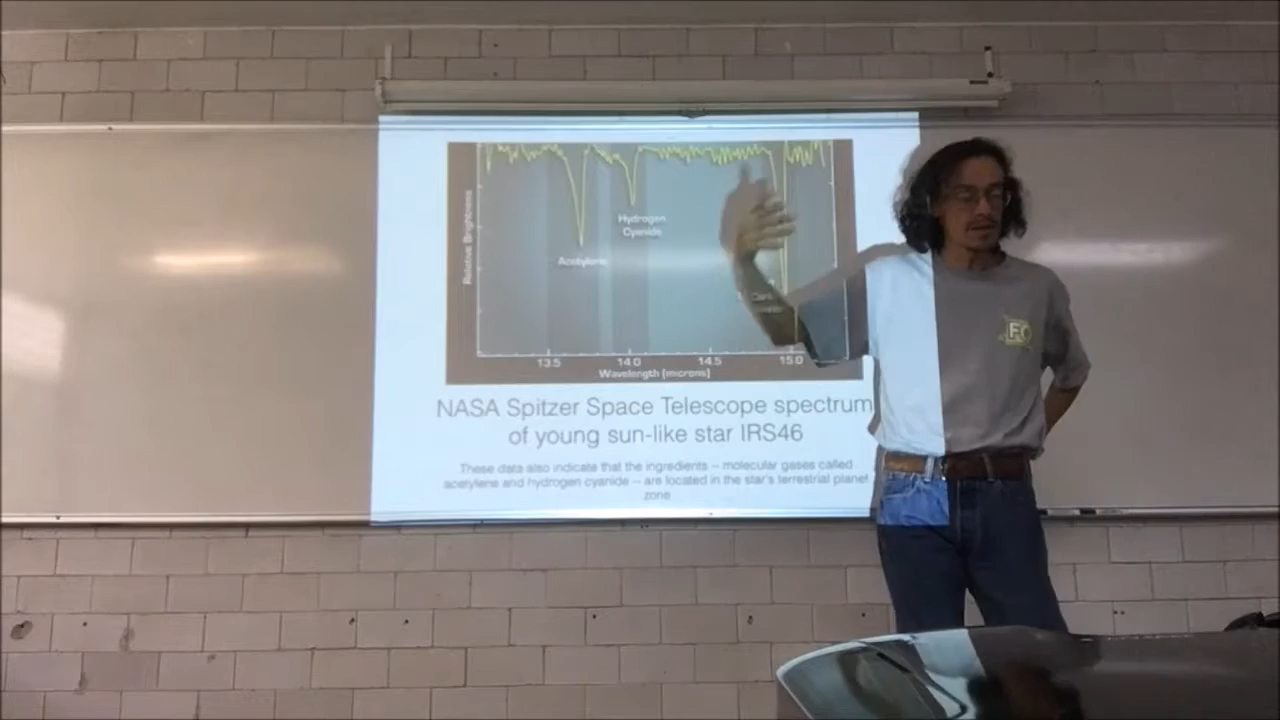 Relative Brightness
Hydrogen
Cyanide
Acetylene
13.5 14.0 14.5 15.0
Wavelength (microns)
NASA Spitzer Space Telescope spectrum
of young sun-like star IRS46
These data also indicate that the ingredients -- molecular gases called
acetylene and hydrogen cyanide -- are located in the star's terrestrial planet
zone